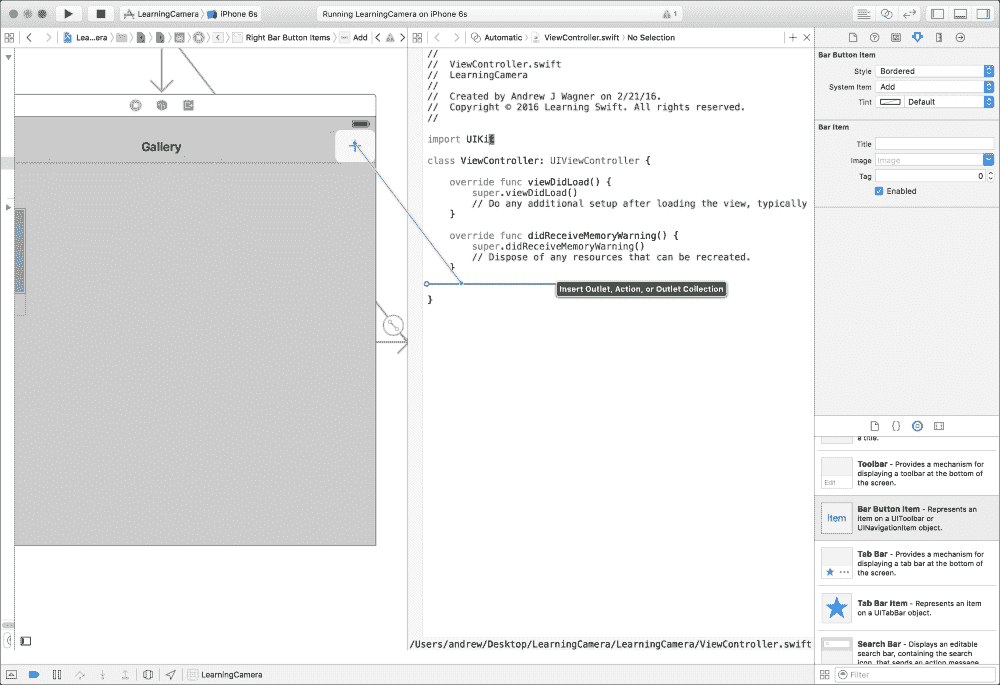 LearningCamera iPhone 6s
Running LearningCamera on iPhone 6s
1
Lea...era
Right Bar Button Items
Add
Automatic
ViewController.swift
No Selection
Gallery
//
// ViewController.swift
// LearningCamera
//
// Created by Andrew J Wagner on 2/21/16.
// Copyright © 2016 Learning Swift. All rights reserved.
//
import UIKit
class ViewController: UIViewController {
override func viewDidLoad() {
super.viewDidLoad()
// Do any additional setup after loading the view, typically
}
override func didReceiveMemoryWarning() {
super.didReceiveMemoryWarning()
// Dispose of any resources that can be recreated.
}
Insert Outlet, Action, or Outlet Collection
}
/Users/andrew/Desktop/LearningCamera/LearningCamera/ViewController.swift
Bar Button Item
Style Bordered
System Item Add
Tint Default
Bar Item
Title
Image Image
Tag 0
Enabled
a title.
Edit
Toolbar - Provides a mechanism for
displaying a toolbar at the bottom of
the screen.
Item
Bar Button Item - Represents an
item on a UIToolbar or
UINavigationItem object.
Tab Bar - Provides a mechanism for
displaying a tab bar at the bottom of
the screen.
Tab Bar Item - Represents an item
on a UITabBar object.
Search Bar - Displays an editable
search bar, containing the search
icon, that sends an action message
LearningCamera
Filter